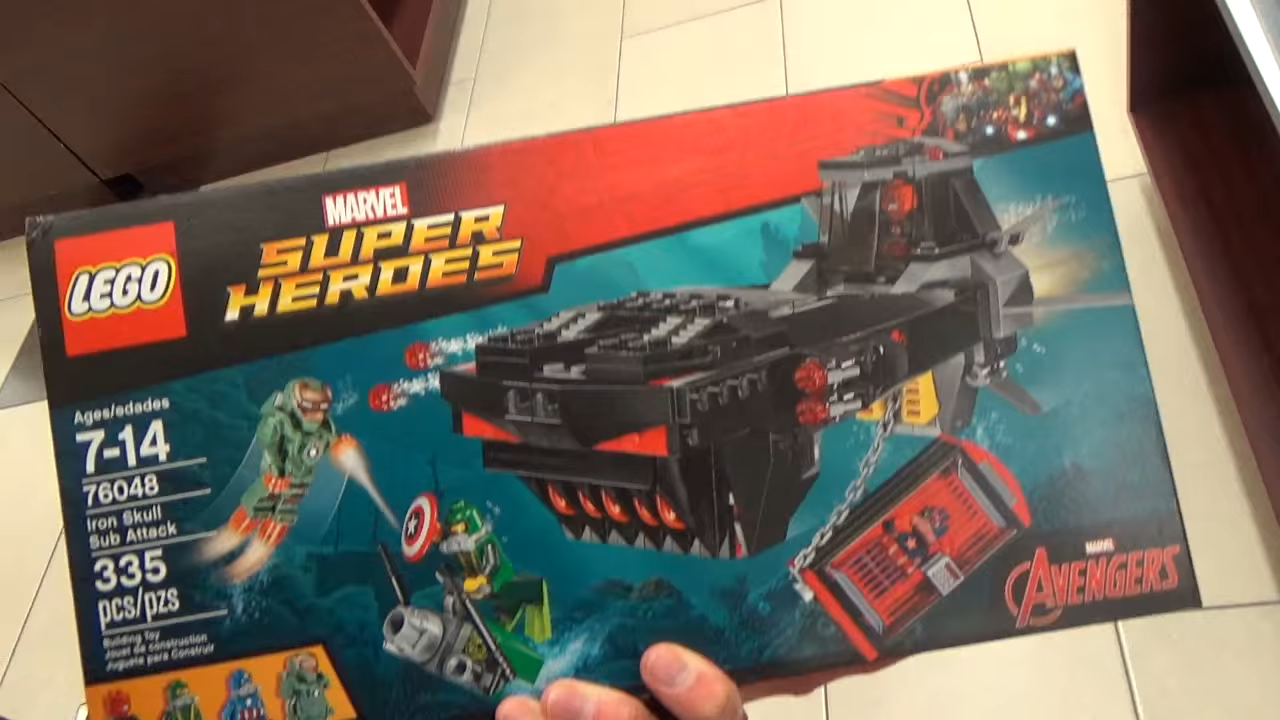 LEGO
MARVEL
SUPER
HEROES
Ages/edades
7-14
76048
Iron Skull
Sub Attack
335
pcs/pzs
Building Toy
Jouet de construction
Juguete para Construir
MARVEL
AVENGERS